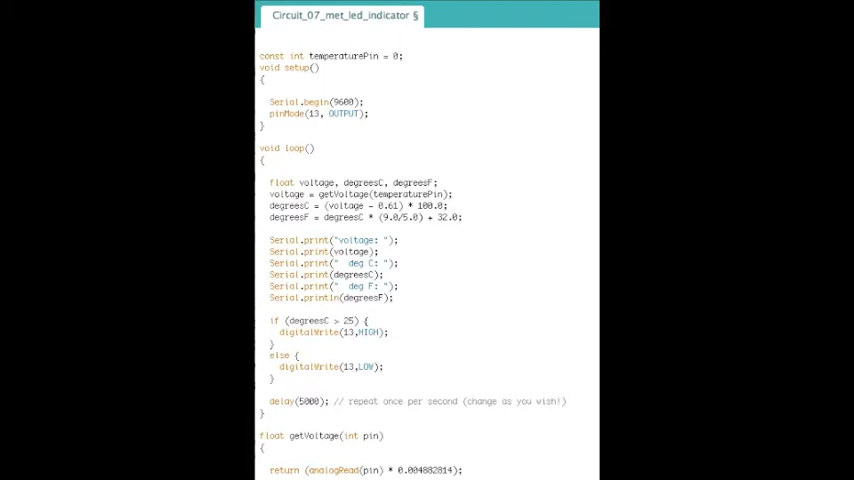 Circuit_07_met_led_indicator §
const int temperaturePin = 0;
void setup()
{
Serial.begin(9600);
pinMode(13, OUTPUT);
}
void loop()
{
float voltage, degreesC, degreesF;
voltage = getVoltage(temperaturePin);
degreesC = (voltage - 0.61) * 100.0;
degreesF = degreesC * (9.0/5.0) + 32.0;
Serial.print("voltage: ");
Serial.print(voltage);
Serial.print("  deg C: ");
Serial.print(degreesC);
Serial.print("  deg F: ");
Serial.println(degreesF);
if (degreesC > 25) {
digitalWrite(13,HIGH);
}
else {
digitalWrite(13,LOW);
}
delay(5000); // repeat once per second (change as you wish!)
}
float getVoltage(int pin)
{
return (analogRead(pin) * 0.004882814);